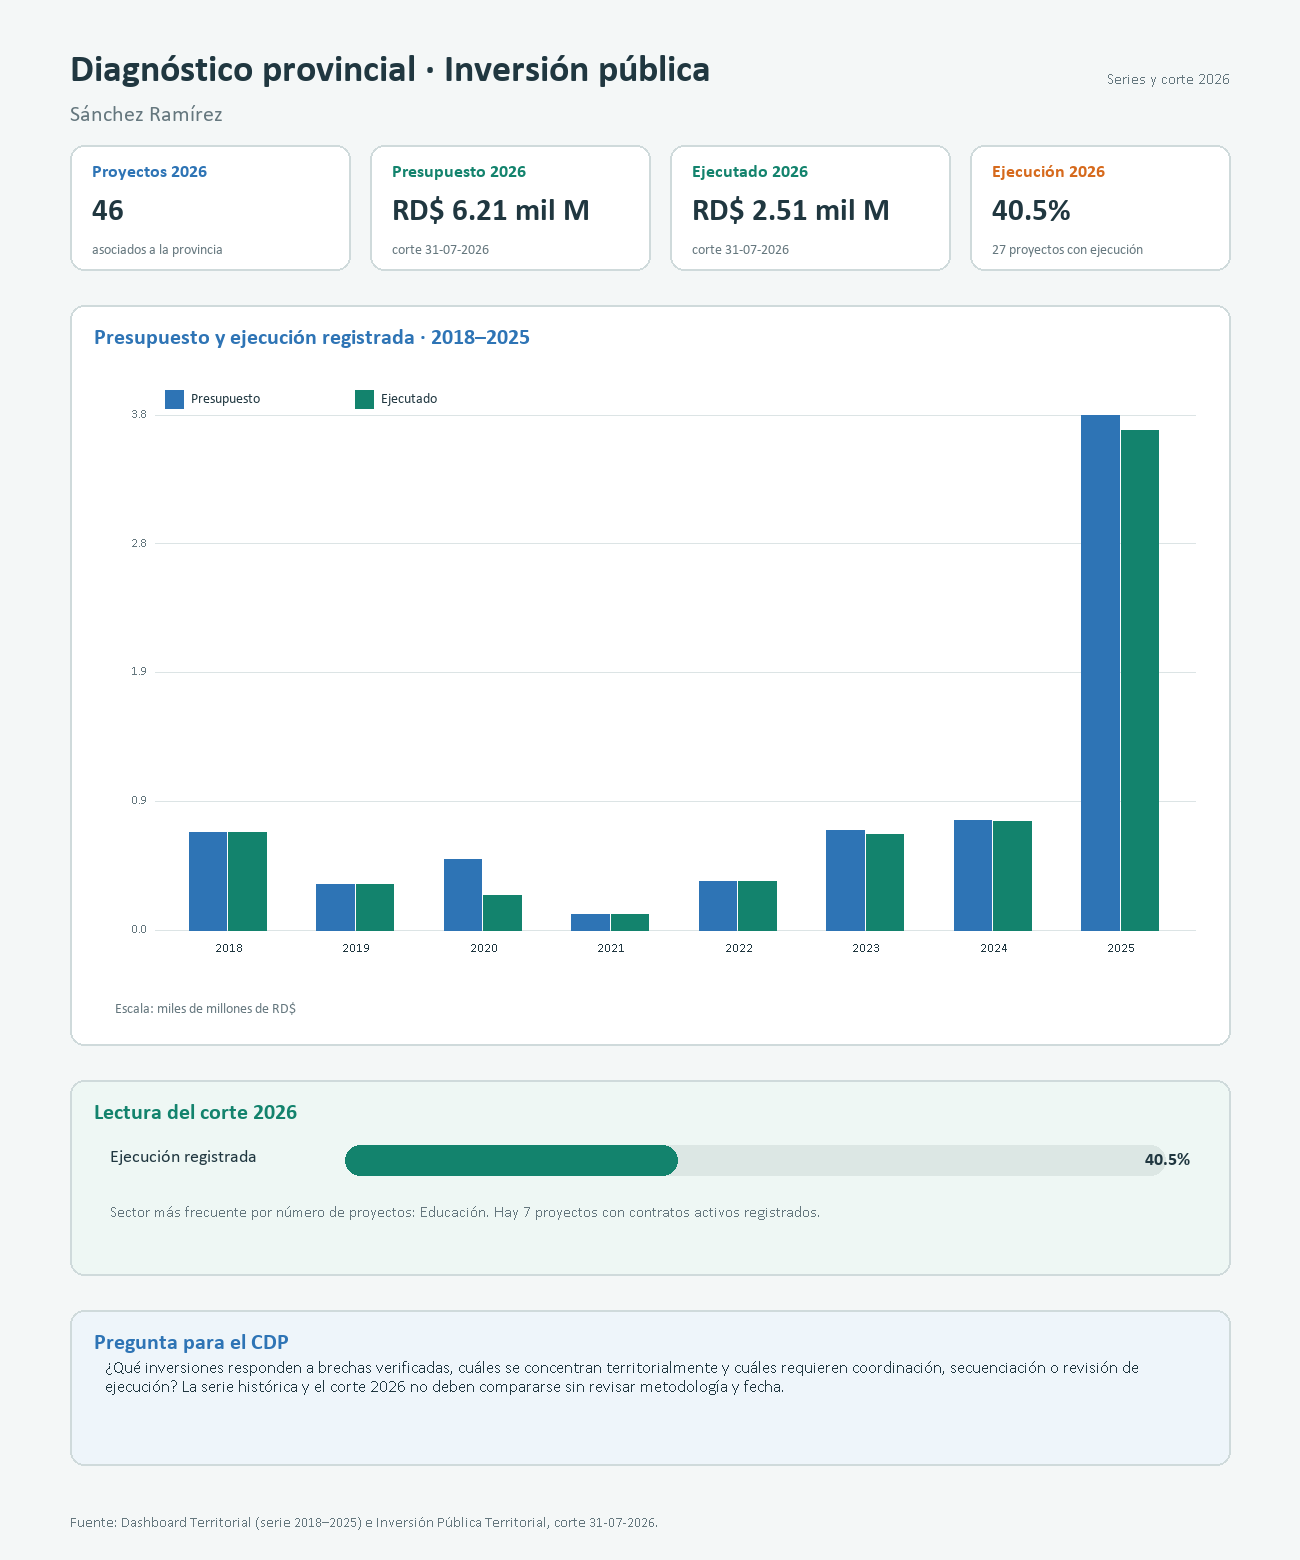 Diagnóstico provincial · Inversión pública
Series y corte 2026
Sánchez Ramírez
Proyectos 2026
46
asociados a la provincia
Presupuesto 2026
RD$ 6.21 mil M
corte 31-07-2026
Ejecutado 2026
RD$ 2.51 mil M
corte 31-07-2026
Ejecución 2026
40.5%
27 proyectos con ejecución
Presupuesto y ejecución registrada · 2018–2025
Presupuesto
Ejecutado
3.8
2.8
1.9
0.9
0.0
2018
2019
2020
2021
2022
2023
2024
2025
Escala: miles de millones de RD$
Lectura del corte 2026
Ejecución registrada
40.5%
Sector más frecuente por número de proyectos: Educación. Hay 7 proyectos con contratos activos registrados.
Pregunta para el CDP
¿Qué inversiones responden a brechas verificadas, cuáles se concentran territorialmente y cuáles requieren coordinación, secuenciación o revisión de
ejecución? La serie histórica y el corte 2026 no deben compararse sin revisar metodología y fecha.
Fuente: Dashboard Territorial (serie 2018–2025) e Inversión Pública Territorial, corte 31-07-2026.